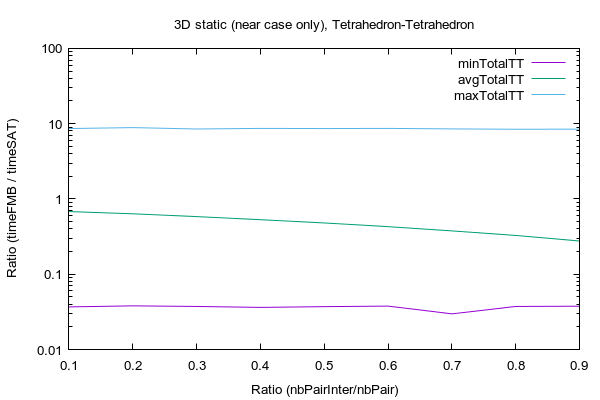 3D static (near case only), Tetrahedron-Tetrahedron
100
minTotalTT
avgTotalTT
maxTotalTT
10
1
0.1
0.01
Ratio (timeFMB / timeSAT)
0.1 0.2 0.3 0.4 0.5 0.6 0.7 0.8 0.9
Ratio (nbPairInter/nbPair)